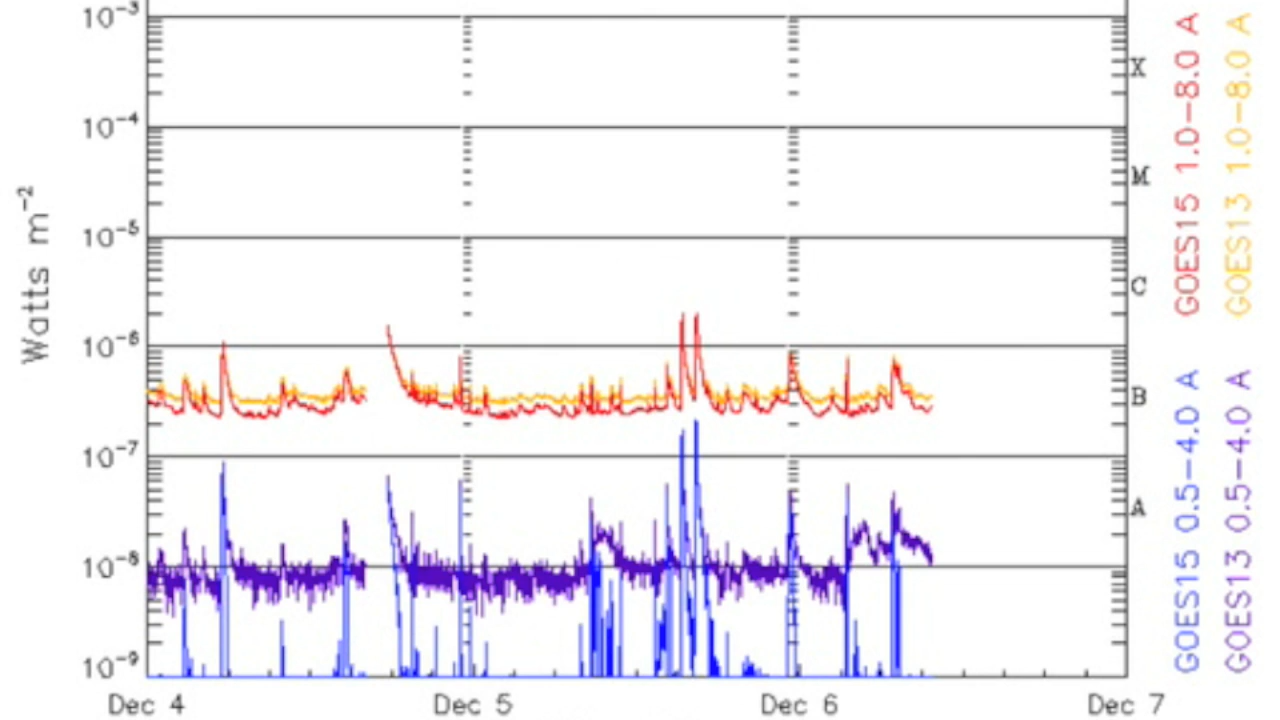 10⁻³
10⁻⁴
10⁻⁵
10⁻⁶
10⁻⁷
10⁻⁸
10⁻⁹
Watts m⁻²
X
M
C
B
A
Dec 4
Dec 5
Dec 6
Dec 7
GOES15 1.0-8.0 A
GOES13 1.0-8.0 A
GOES15 0.5-4.0 A
GOES13 0.5-4.0 A